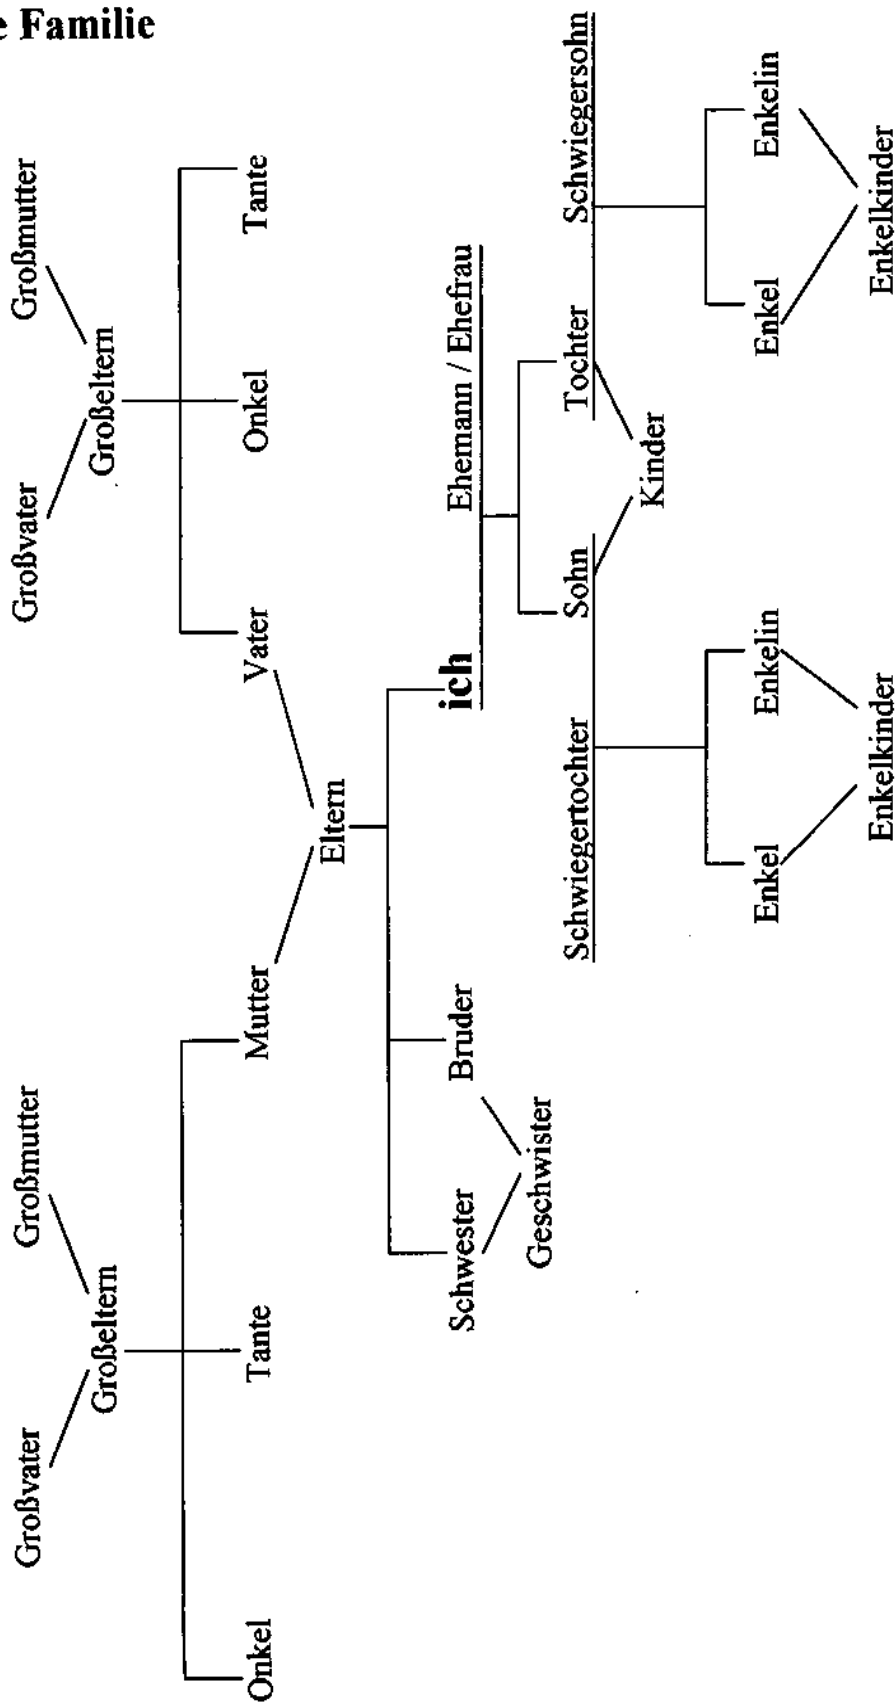 e Familie
Großvater Großmutter Großvater Großmutter
Großeltern Großeltern
Onkel Tante Mutter Vater Onkel Tante
Eltern
Schwester Bruder ich Ehemann / Ehefrau
Geschwister
Schwiegertochter Sohn Tochter Schwiegersohn
Kinder
Enkel Enkelin Enkel Enkelin
Enkelkinder Enkelkinder